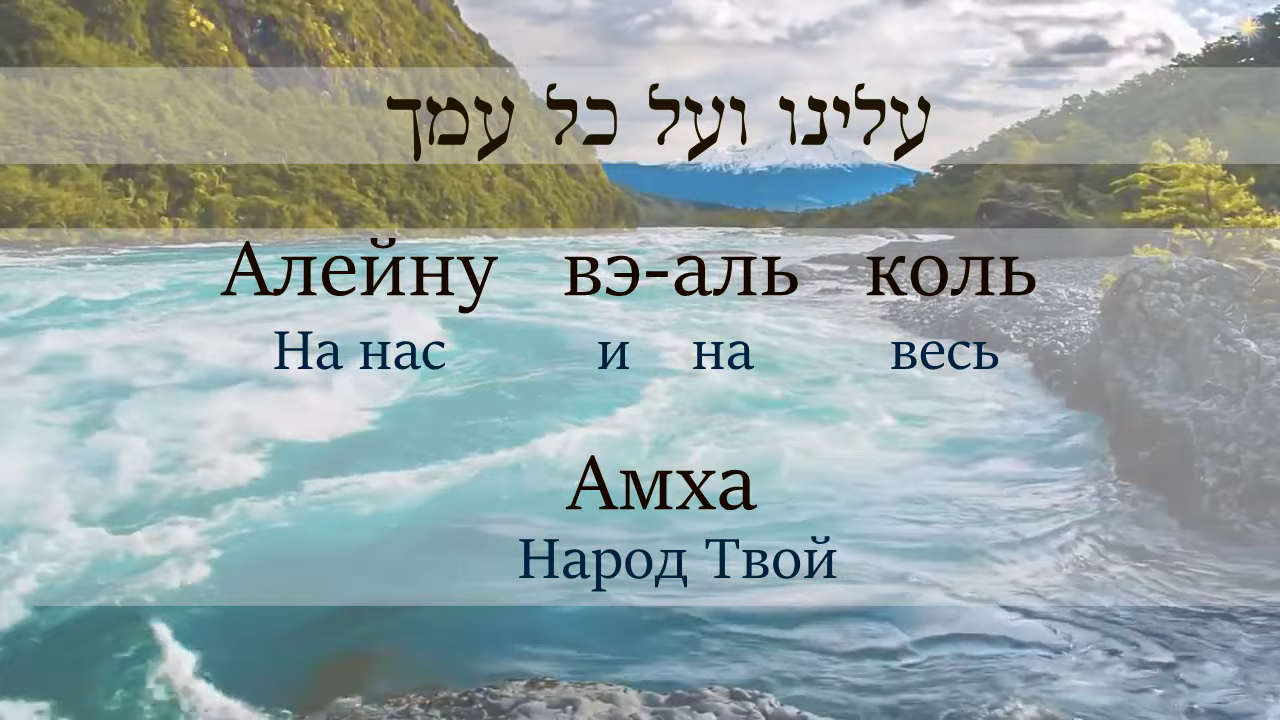 עלינו ועל כל עמך
Алейну вэ-аль коль
На нас и на весь
Амха
Народ Твой